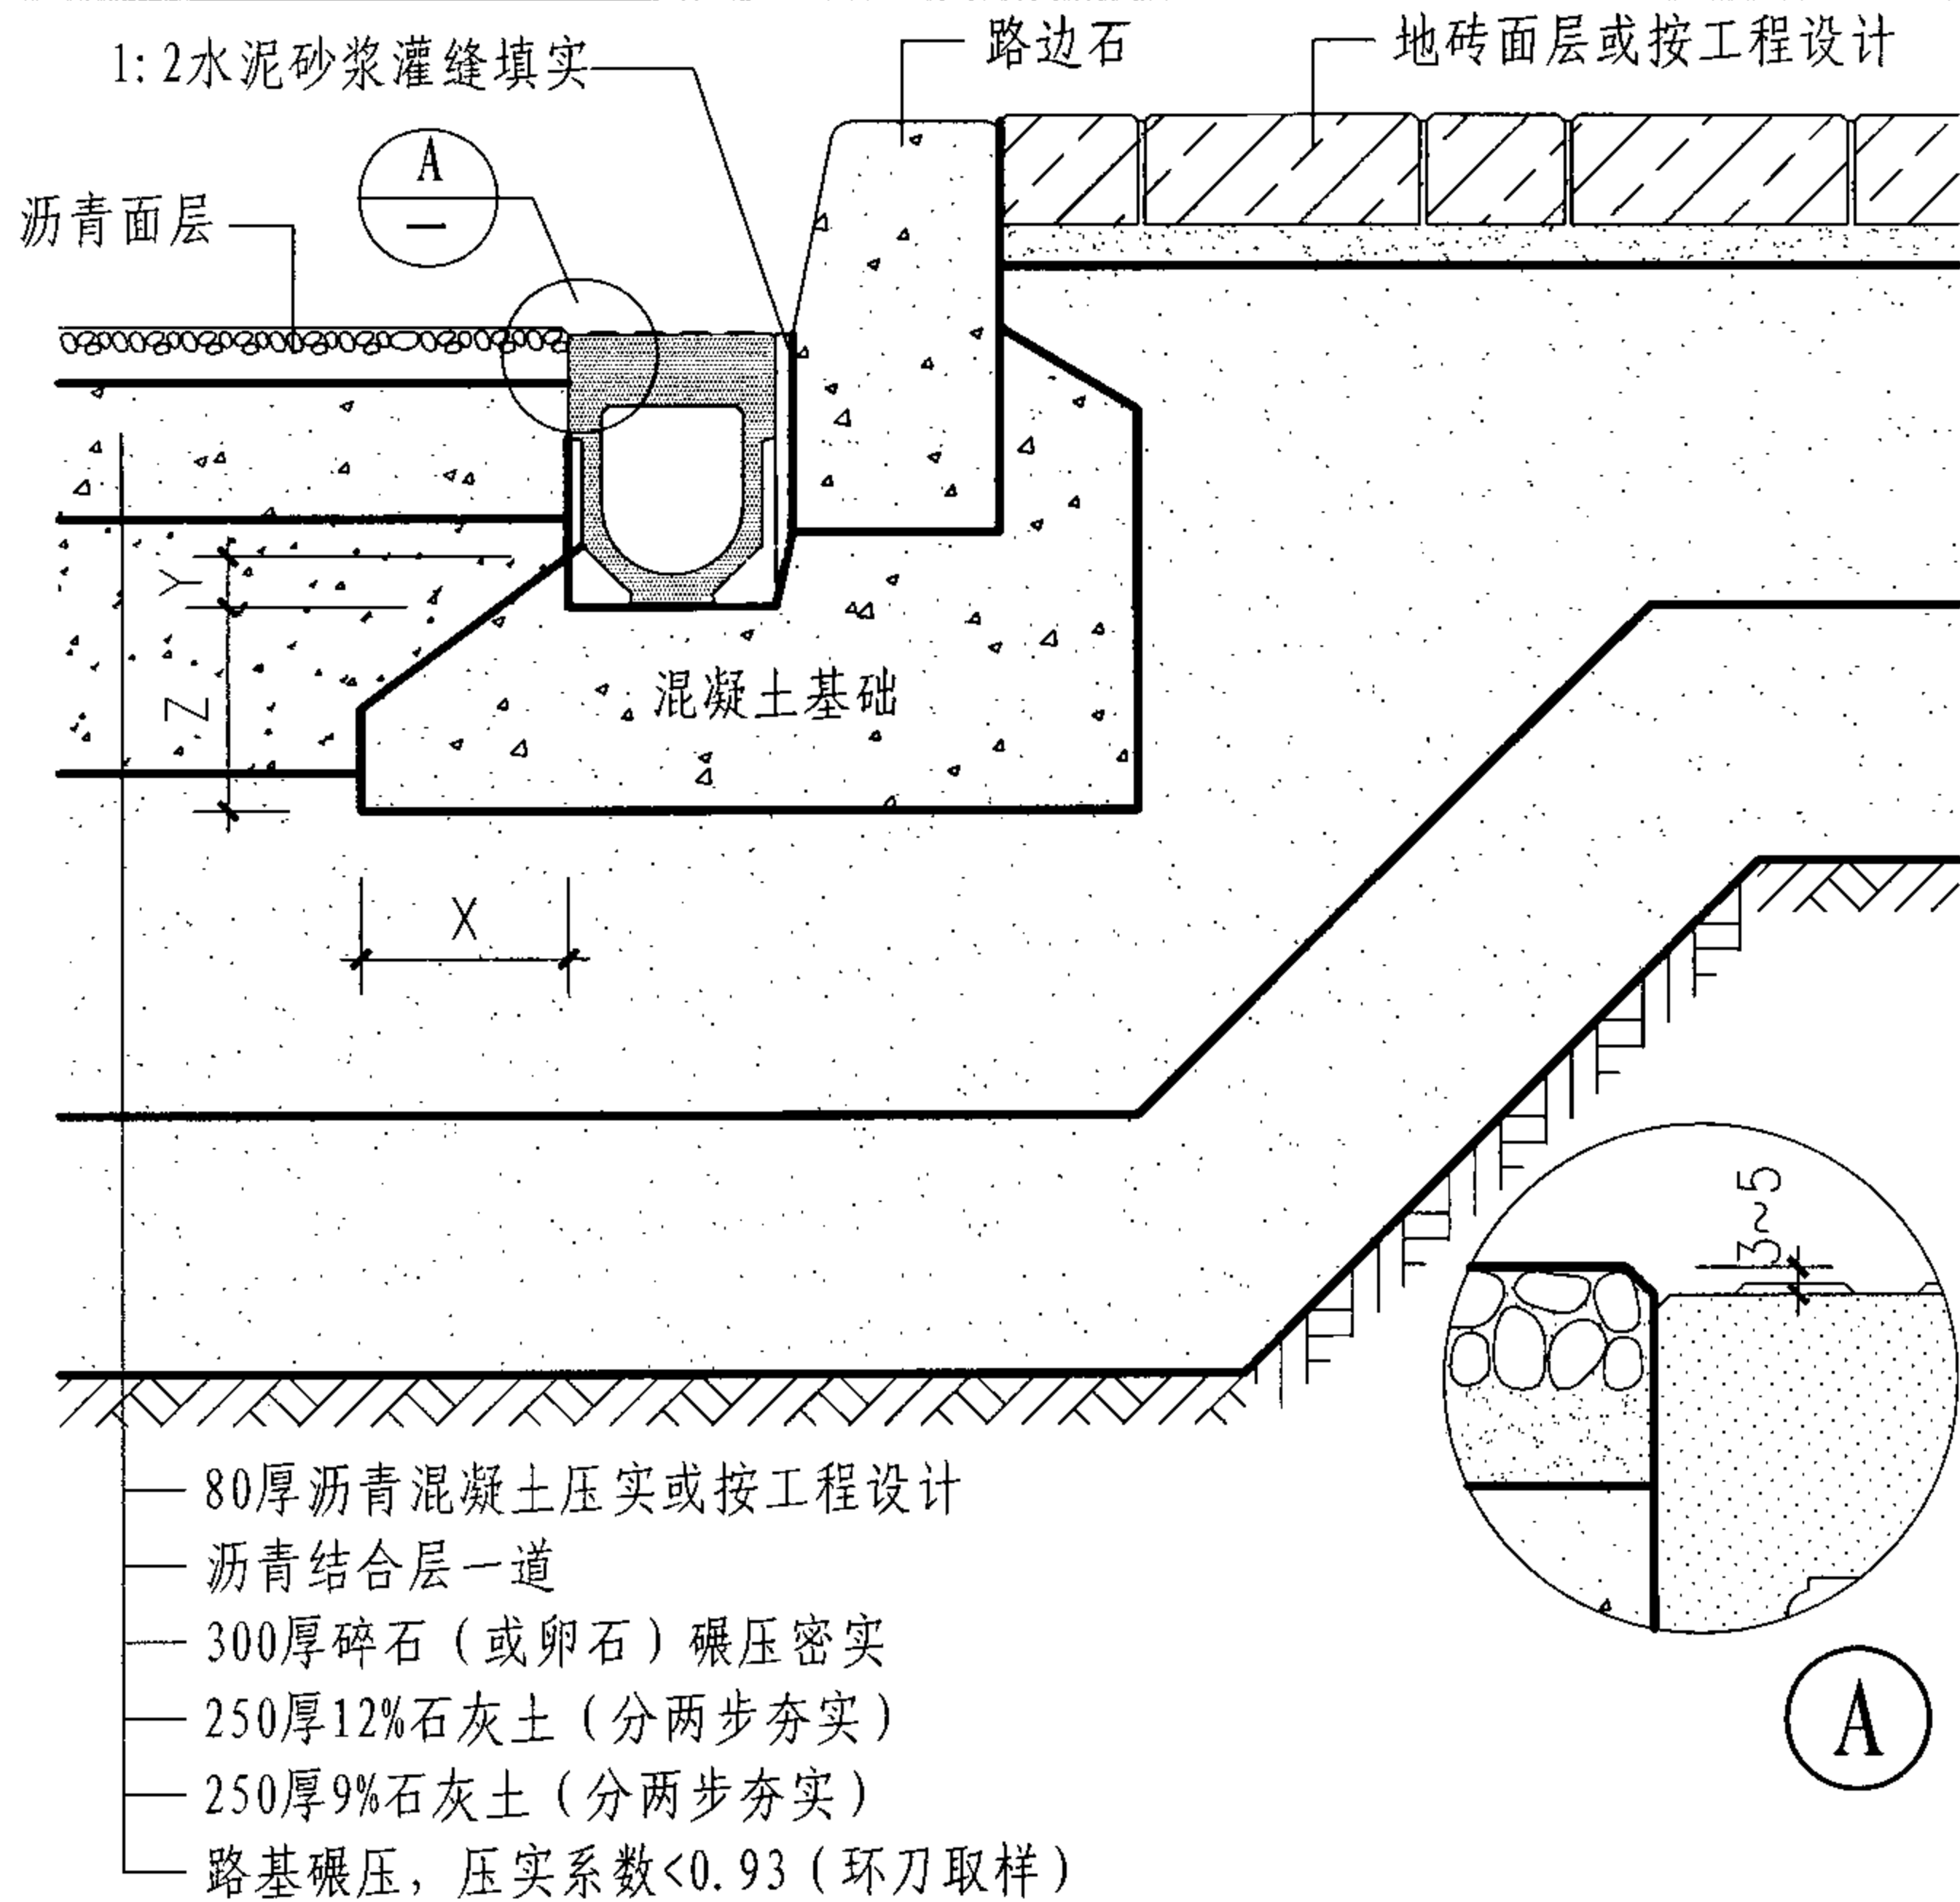 路边石
地砖面层或按工程设计
1:2水泥砂浆灌缝填实
A
沥青面层
Y
Z
混凝土基础
X
3~5
80厚沥青混凝土压实或按工程设计
沥青结合层一道
300厚碎石（或卵石）碾压密实
250厚12%石灰土（分两步夯实）
250厚9%石灰土（分两步夯实）
路基碾压，压实系数<0.93（环刀取样）
A